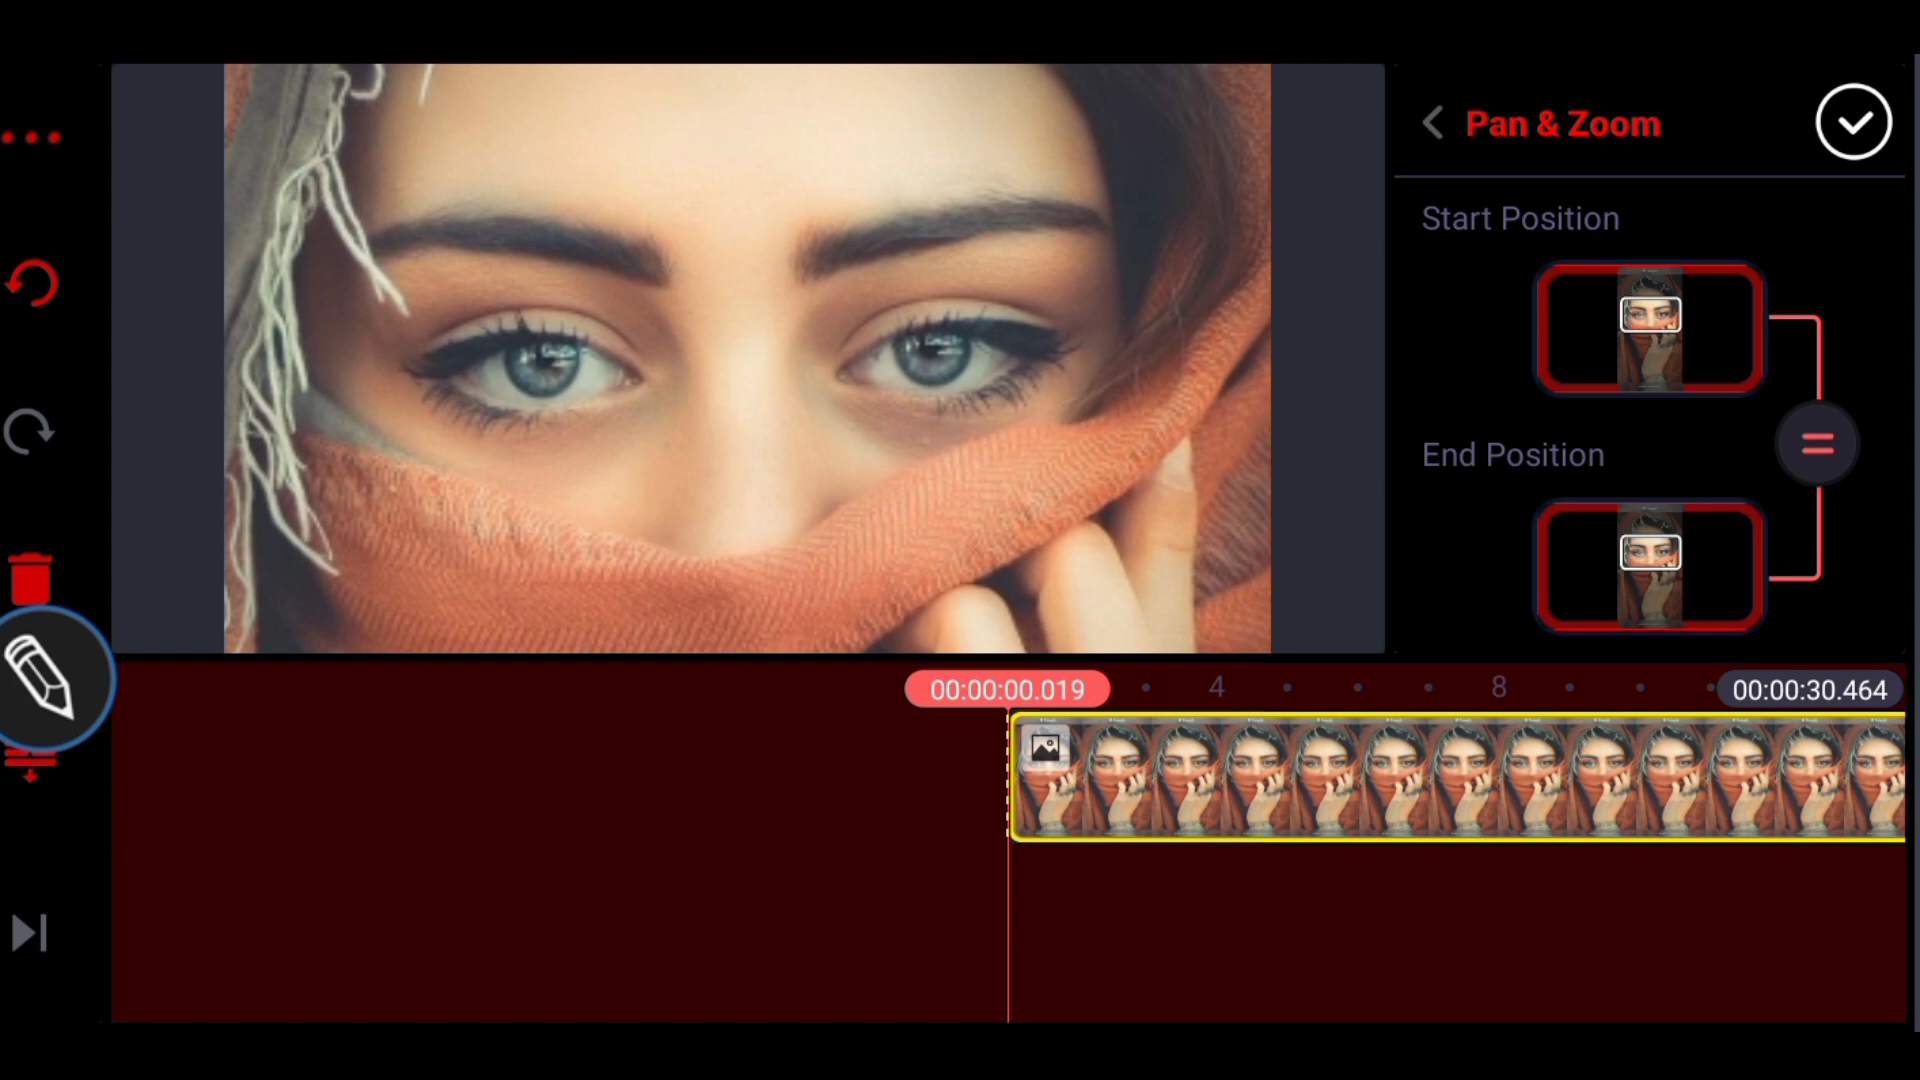 Pan & Zoom
Start Position
End Position
00:00:00.019
4
8
00:00:30.464